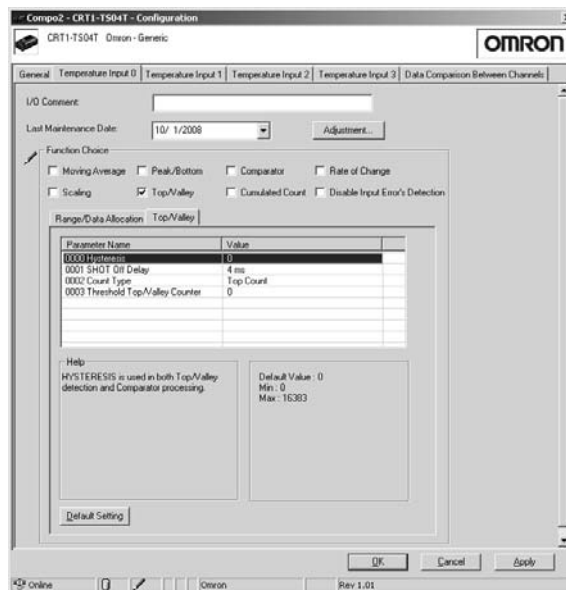 Compo2 - CRT1-TS04T - Configuration
CRT1-TS04T Omron - Generic
OMRON
General Temperature Input 0 Temperature Input 1 Temperature Input 2 Temperature Input 3 Data Comparison Between Channels
I/O Comment:
Last Maintenance Date: 10/ 1/2008 Adjustment...
Function Choice
Moving Average Peak/Bottom Comparator Rate of Change
Scaling Top/Valley Cumulated Count Disable Input Error's Detection
Range/Data Allocation Top/Valley
Parameter Name Value
0000 Hysteresis 0
0001 SHOT Off Delay 4 ms
0002 Count Type Top Count
0003 Threshold Top/Valley Counter 0
Help
HYSTERESIS is used in both Top/Valley
detection and Comparator processing.
Default Value : 0
Min : 0
Max : 16383
Default Setting
OK Cancel Apply
Online Omron Rev 1.01